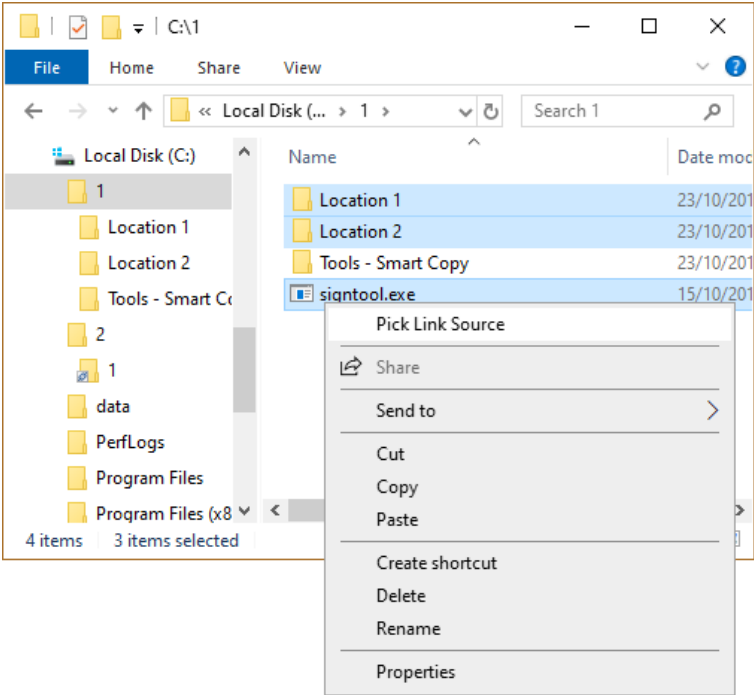 C:\1
File Home Share View
« Local Disk (... > 1 > Search 1
Local Disk (C:)
1
Location 1
Location 2
Tools - Smart Co
2
1
data
PerfLogs
Program Files
Program Files (x8
Name Date mod
Location 1 23/10/201
Location 2 23/10/201
Tools - Smart Copy 23/10/201
signtool.exe 15/10/201
Pick Link Source
Share
Send to
Cut
Copy
Paste
Create shortcut
Delete
Rename
Properties
4 items 3 items selected